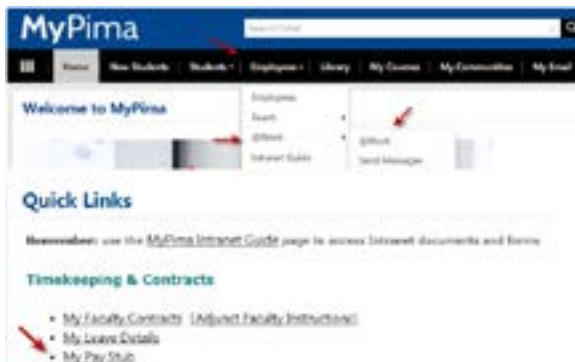 MyPima
Home New Students Students Employees Library My Courses My Communities My Email
Employees
Welcome to MyPima
Team
@Work @Work
Intranet Guide Send Messages
Quick Links
Remember: use the MyPima Intranet Guide page to access Intranet documents and forms
Timekeeping & Contracts
• My Faculty Contracts (Adjunct Faculty Instructions)
• My Leave Details
• My Pay Stub